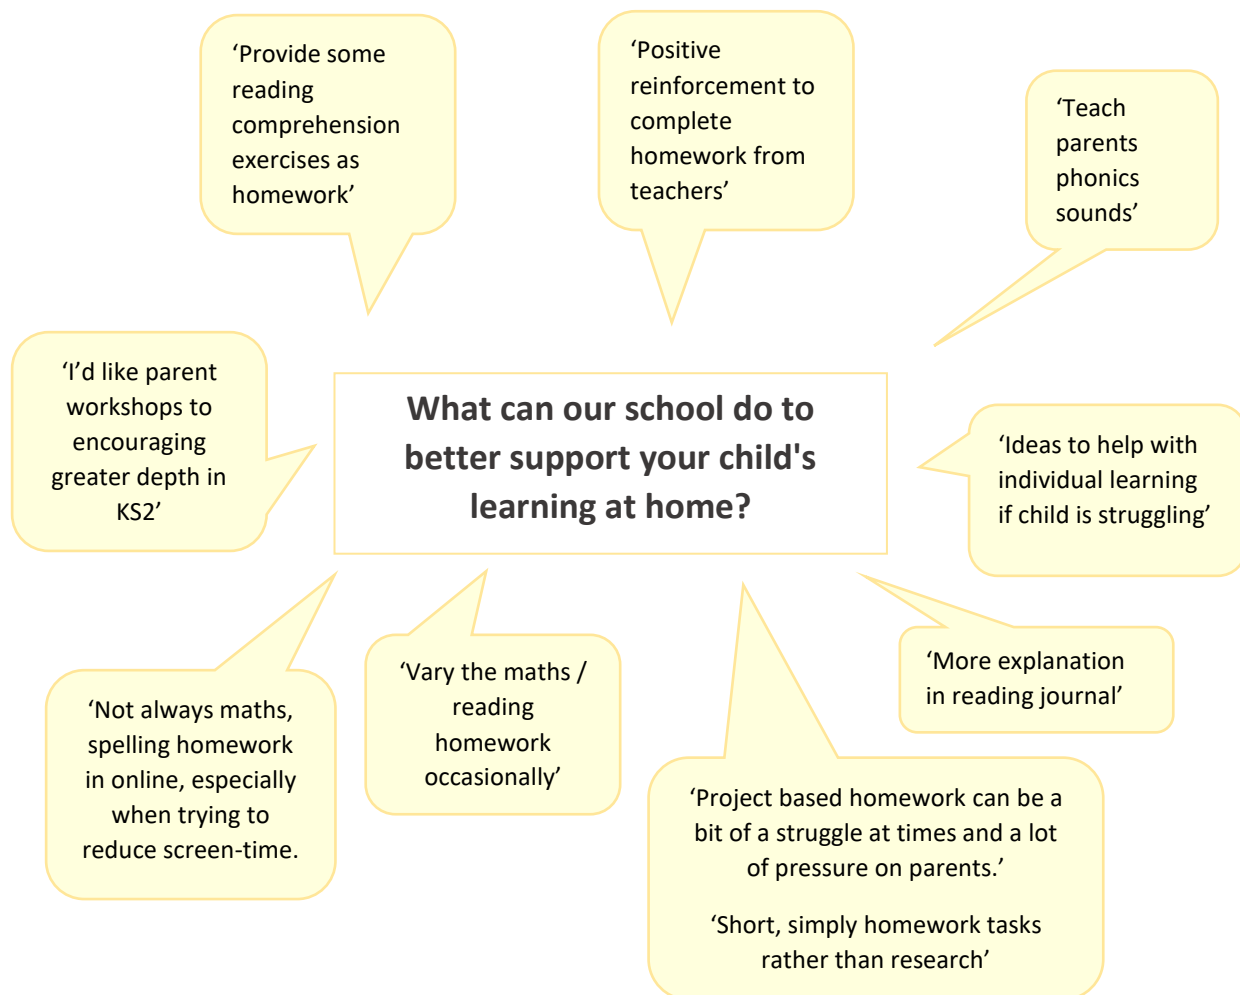 ‘Provide some
reading
comprehension
exercises as
homework’
‘Positive
reinforcement to
complete
homework from
teachers’
‘Teach
parents
phonics
sounds’
‘I’d like parent
workshops to
encouraging
greater depth in
KS2’
What can our school do to
better support your child's
learning at home?
‘Ideas to help with
individual learning
if child is struggling’
‘Not always maths,
spelling homework
in online, especially
when trying to
reduce screen-time.
‘Vary the maths /
reading
homework
occasionally’
‘More explanation
in reading journal’
‘Project based homework can be a
bit of a struggle at times and a lot
of pressure on parents.’
‘Short, simply homework tasks
rather than research’